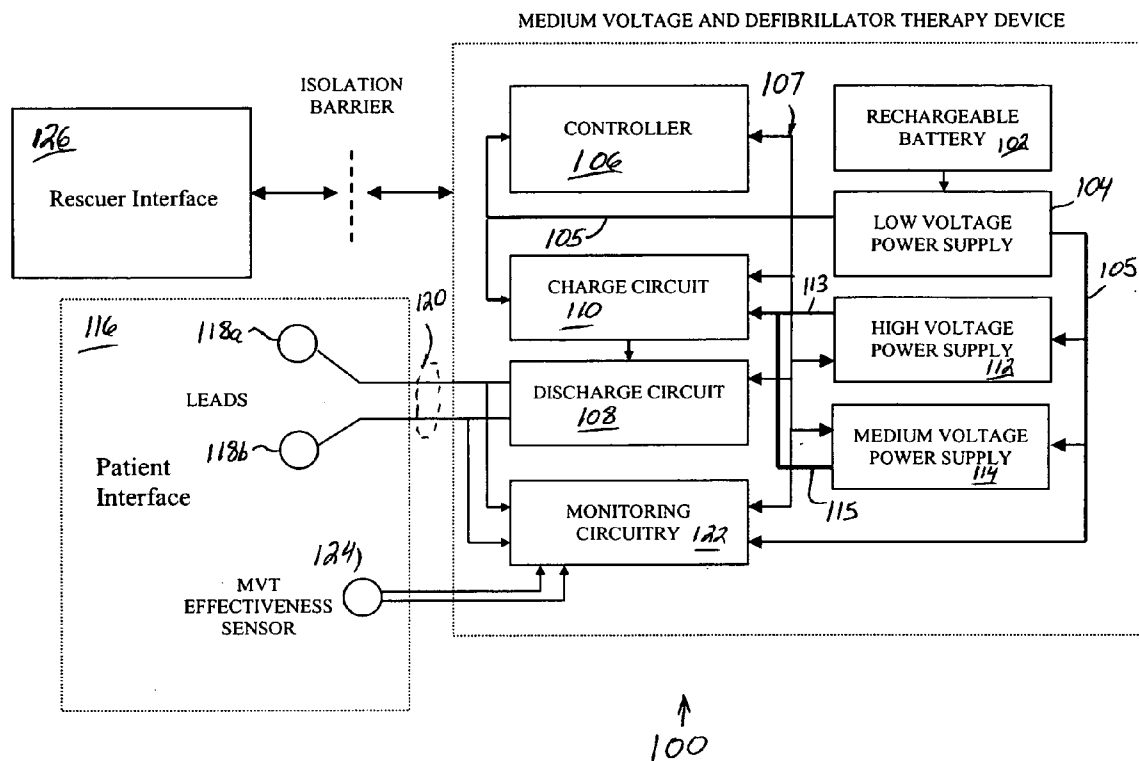 MEDIUM VOLTAGE AND DEFIBRILLATOR THERAPY DEVICE
ISOLATION
BARRIER
126
Rescuer Interface
CONTROLLER
106
107
RECHARGEABLE
BATTERY 102
104
LOW VOLTAGE
POWER SUPPLY
105
105
CHARGE CIRCUIT
110
113
HIGH VOLTAGE
POWER SUPPLY
112
116
118a
120
LEADS
118b
DISCHARGE CIRCUIT
108
MEDIUM VOLTAGE
POWER SUPPLY
114
115
Patient
Interface
MONITORING
CIRCUITRY 122
124
MVT
EFFECTIVENESS
SENSOR
100